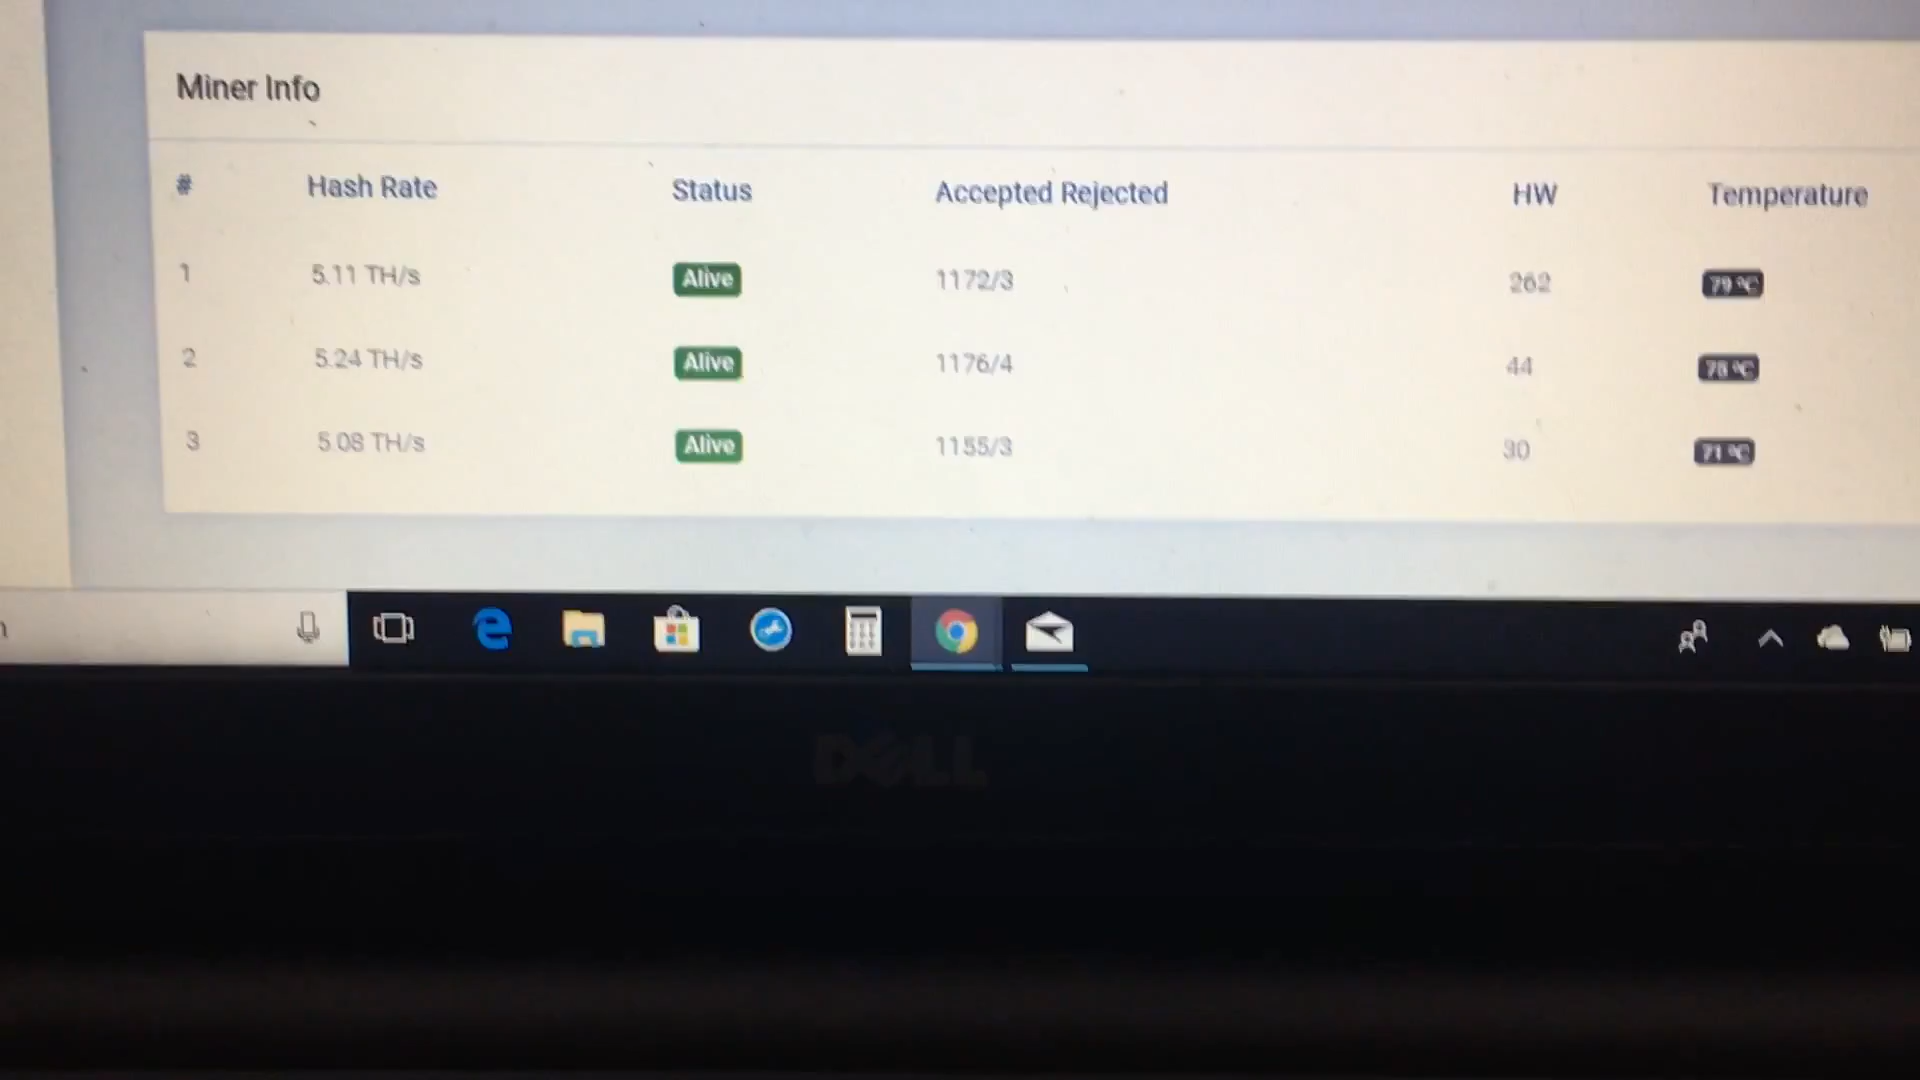 Miner Info
# Hash Rate Status Accepted Rejected HW Temperature
1 5.11 TH/s Alive 1172/3 262 79 °C
2 5.24 TH/s Alive 1176/4 44 °C
3 5.08 TH/s Alive 1155/3 30 71 °C
DELL